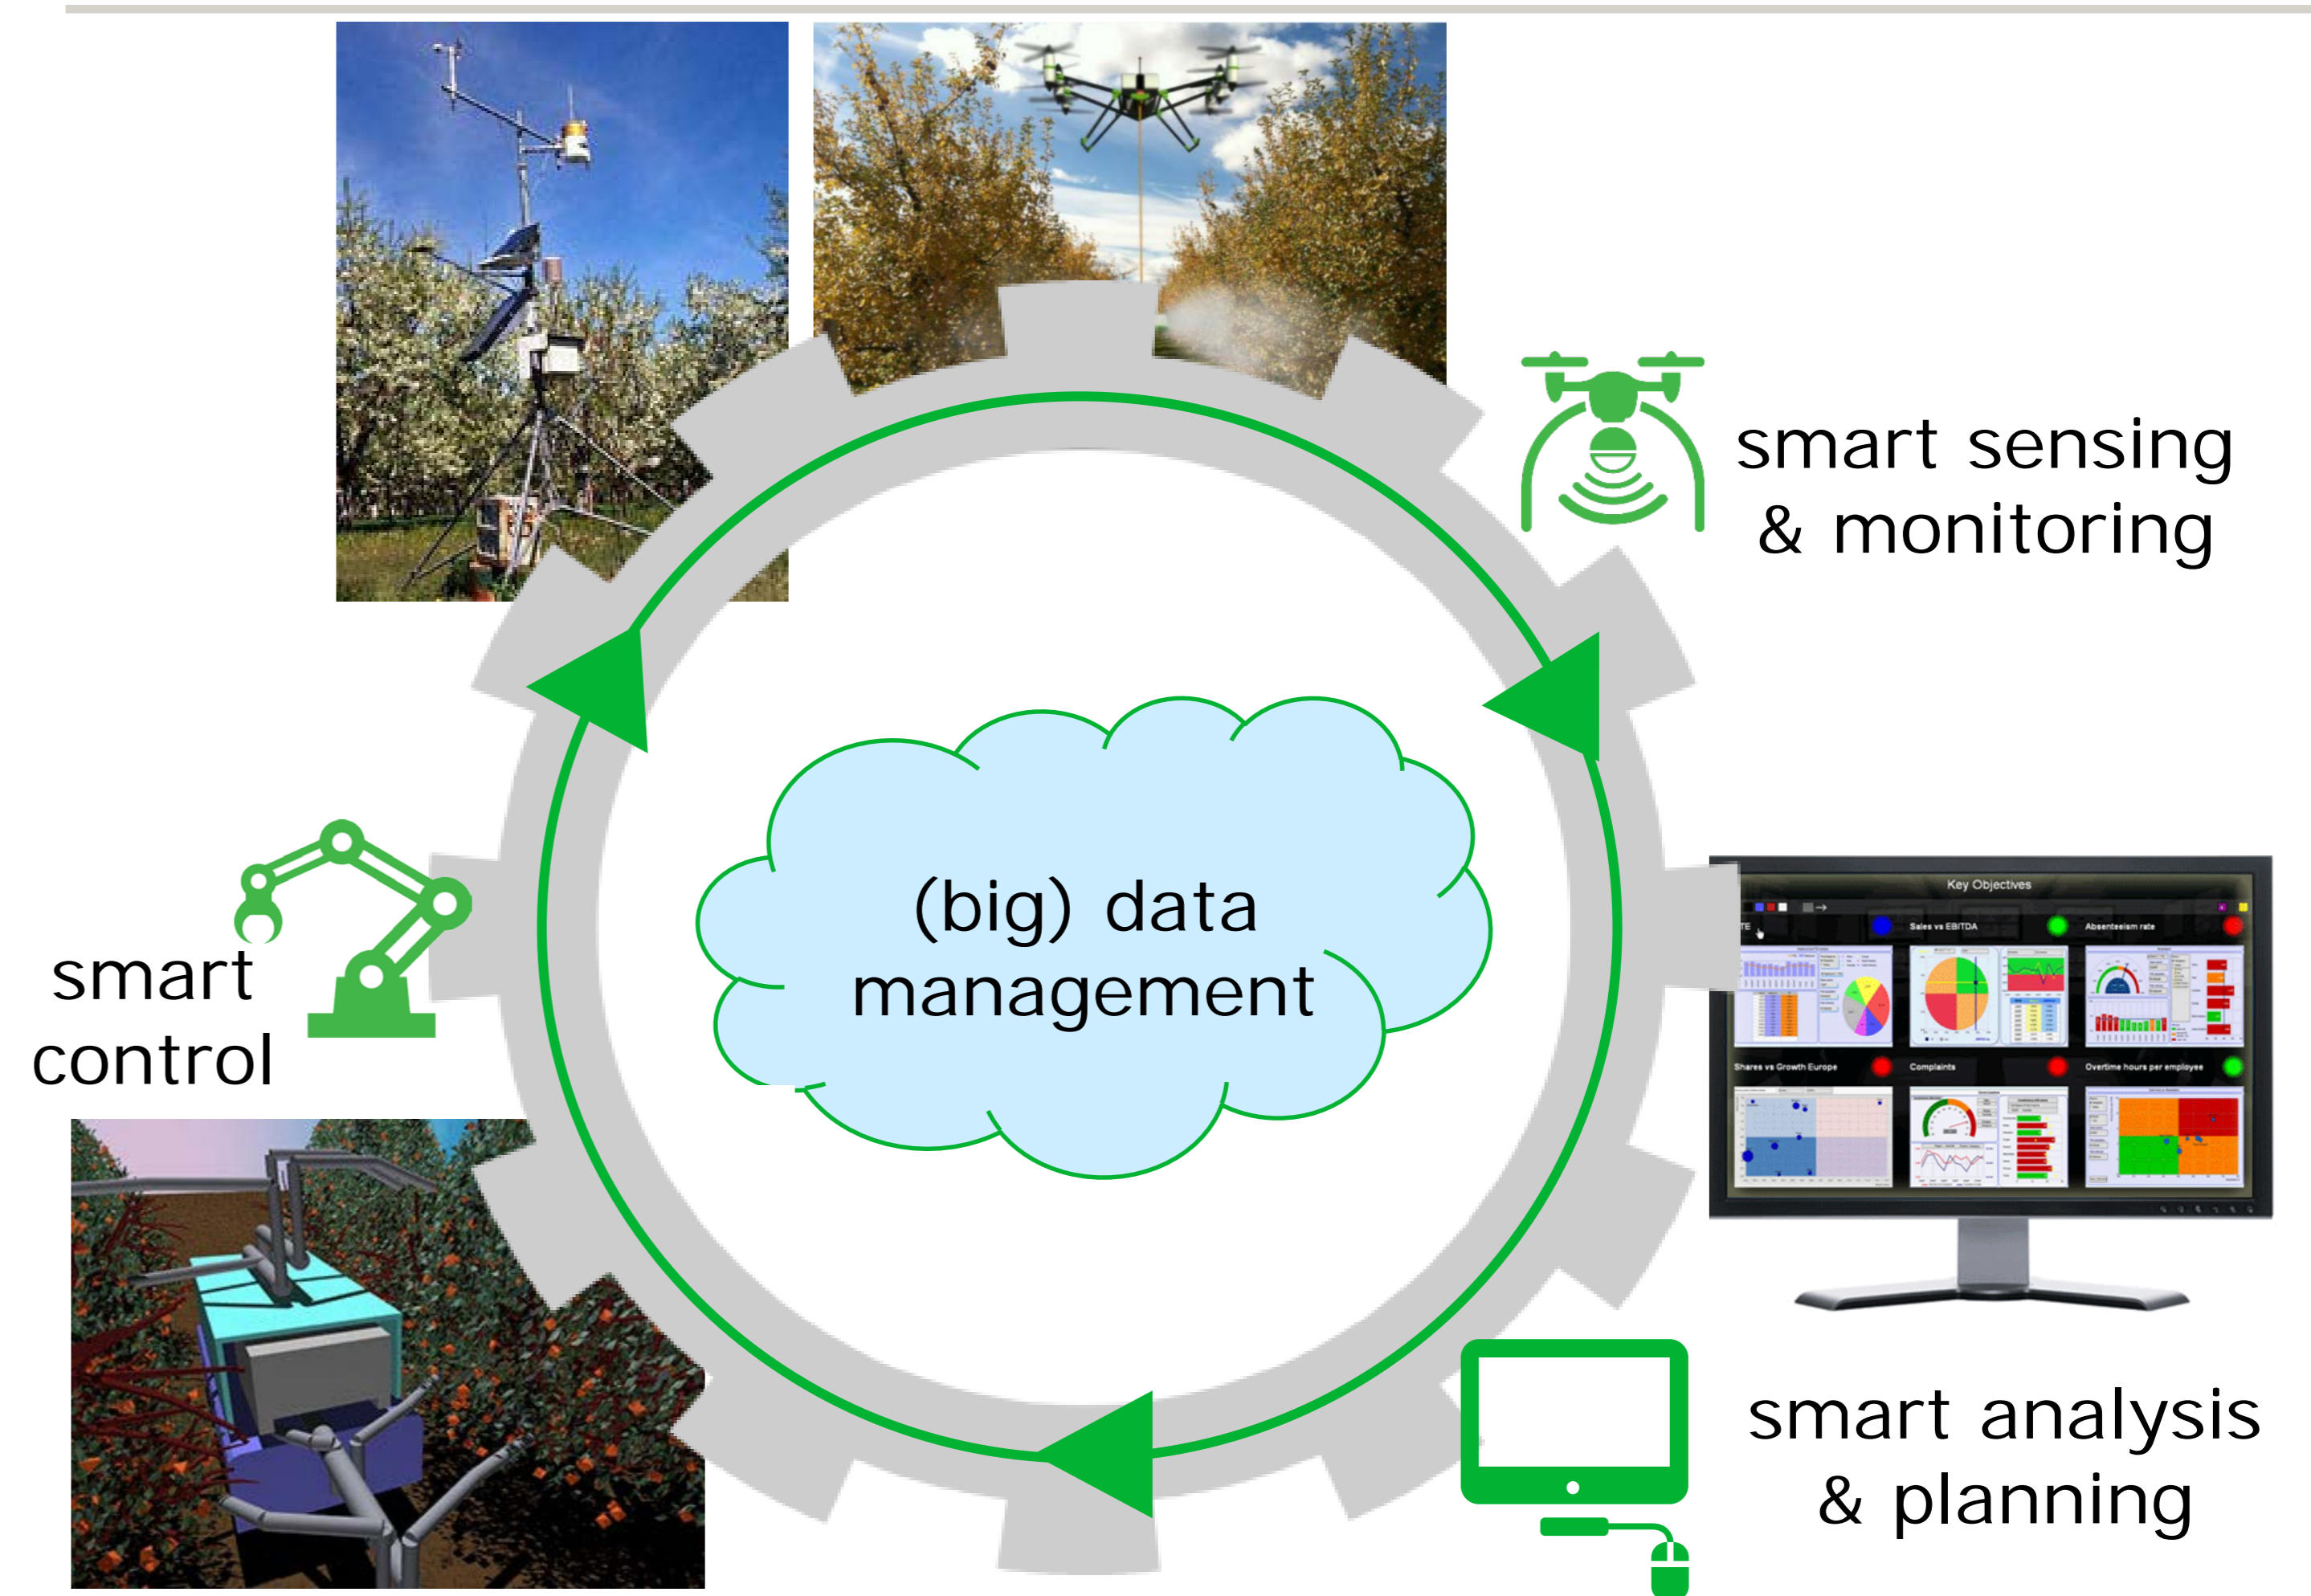 smart sensing
& monitoring
(big) data
management
smart
control
Key Objectives
Sales vs EBITDA
Absenteeism rate
Shares vs Growth Europe
Complaints
Overtime hours per employee
smart analysis
& planning